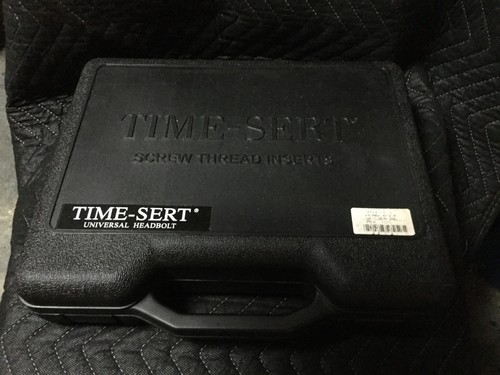 TIME-SERT®
SCREW THREAD INSERTS
TIME-SERT®
UNIVERSAL HEADBOLT